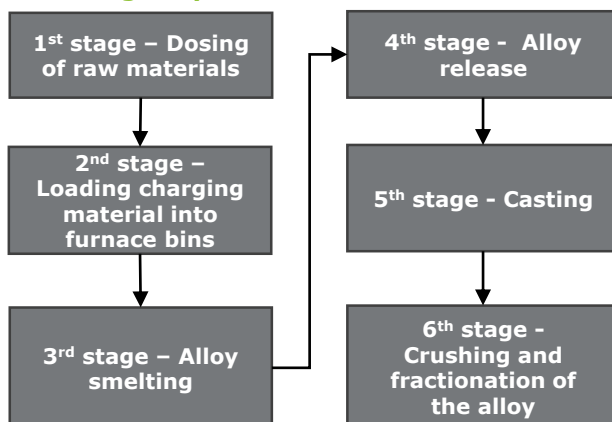 1st stage – Dosing
of raw materials
2nd stage –
Loading charging
material into
furnace bins
3rd stage – Alloy
smelting
4th stage - Alloy
release
5th stage - Casting
6th stage -
Crushing and
fractionation of
the alloy